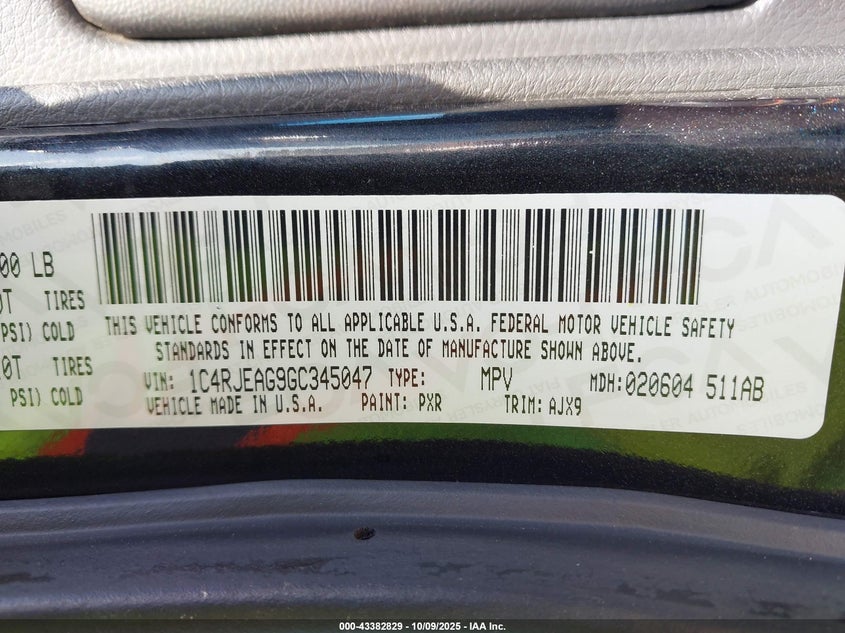 00 LB
TIRES
PSI) COLD
TIRES
PSI) COLD
THIS VEHICLE CONFORMS TO ALL APPLICABLE U.S.A. FEDERAL MOTOR VEHICLE SAFETY
STANDARDS IN EFFECT ON THE DATE OF MANUFACTURE SHOWN ABOVE.
VIN: 1C4RJEAG9GC345047 TYPE: MPV MDH:020604 511AB
VEHICLE MADE IN U.S.A. PAINT: PXR TRIM: AJX9
000-43382829 - 10/09/2025 - IAA Inc.